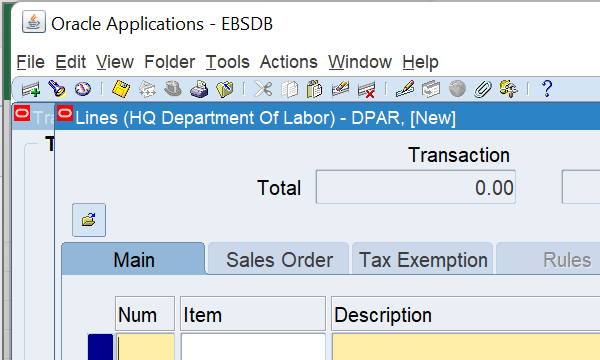 Oracle Applications - EBSDB
File Edit View Folder Tools Actions Window Help
Tra Lines (HQ Department Of Labor) - DPAR, [New]
T
Transaction
Total 0.00
Main Sales Order Tax Exemption Rules
Num Item Description